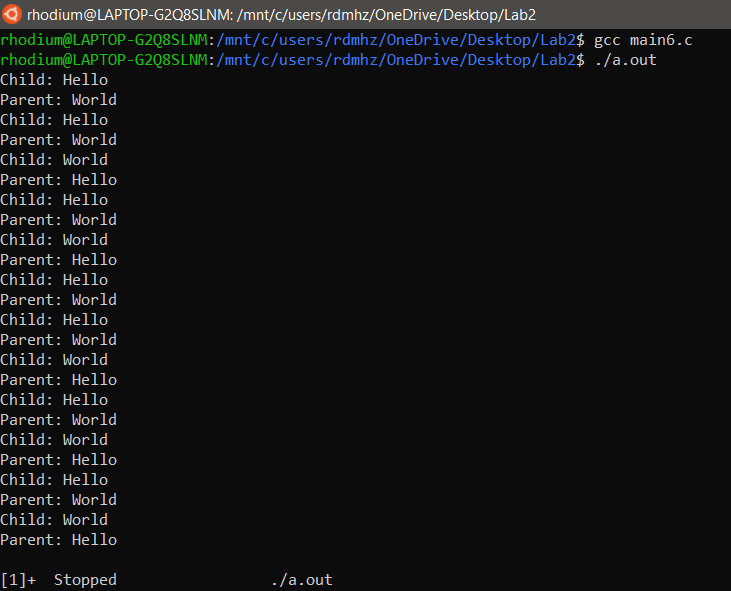 rhodium@LAPTOP-G2Q8SLNM: /mnt/c/users/rdmhz/OneDrive/Desktop/Lab2
rhodium@LAPTOP-G2Q8SLNM:/mnt/c/users/rdmhz/OneDrive/Desktop/Lab2$ gcc main6.c
rhodium@LAPTOP-G2Q8SLNM:/mnt/c/users/rdmhz/OneDrive/Desktop/Lab2$ ./a.out
Child: Hello
Parent: World
Child: Hello
Parent: World
Child: World
Parent: Hello
Child: Hello
Parent: World
Child: World
Parent: Hello
Child: Hello
Parent: World
Child: Hello
Parent: World
Child: World
Parent: Hello
Child: Hello
Parent: World
Child: World
Parent: Hello
Child: Hello
Parent: World
Child: World
Parent: Hello
[1]+  Stopped                 ./a.out